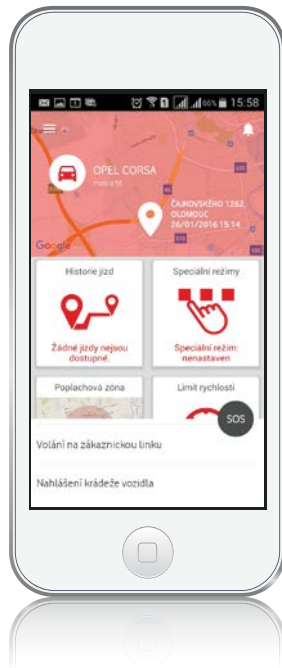 66% 15:58
OPEL CORSA
ČAJKOVSKÉHO 1262,
OLOMOUC
26/01/2016 15:14
Google
Historie jízd
Speciální režimy
Žádné jízdy nejsou
dostupné.
Speciální režim:
nenastaven
Poplachová zóna
Limit rychlosti
SOS
Volání na zákaznickou linku
Nahlášení krádeže vozidla